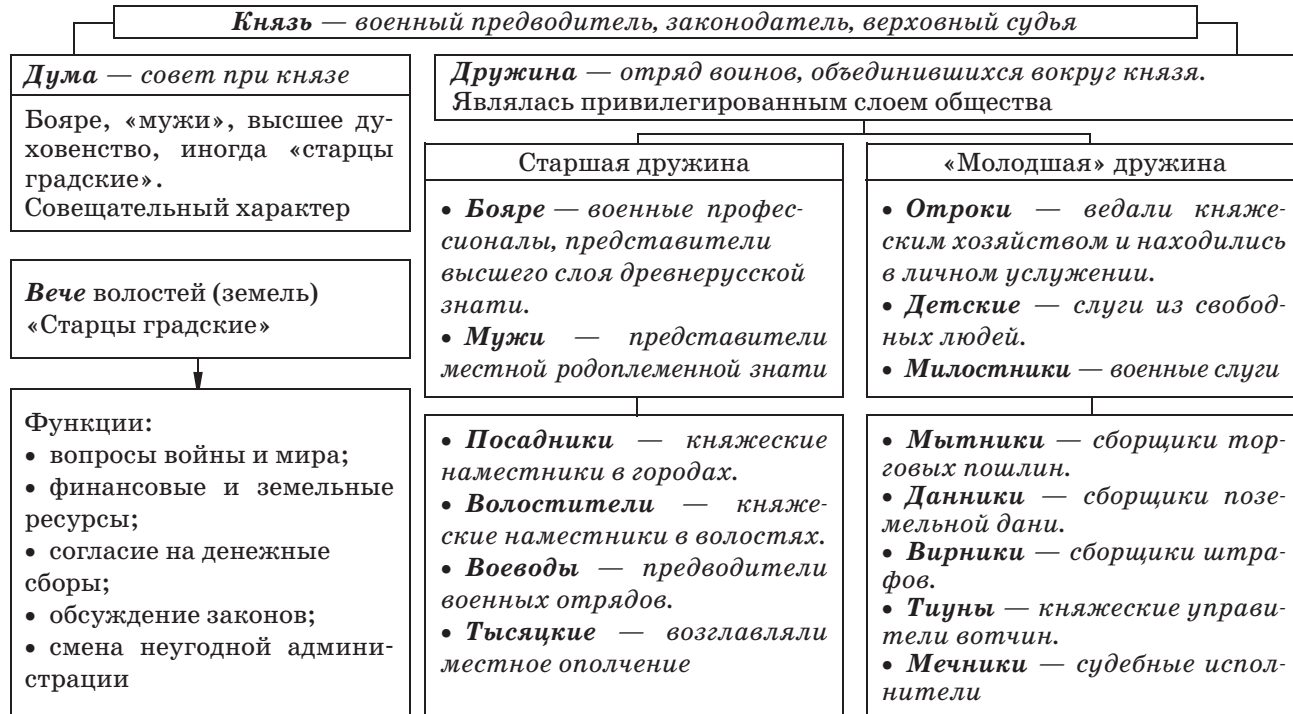 Князь — военный предводитель, законодатель, верховный судья
Дума — совет при князе
Бояре, «мужи», высшее ду-
ховенство, иногда «старцы
градские».
Совещательный характер
Вече волостей (земель)
«Старцы градские»
Функции:
• вопросы войны и мира;
• финансовые и земельные
ресурсы;
• согласие на денежные
сборы;
• обсуждение законов;
• смена неугодной админи-
страции
Дружина — отряд воинов, объединившихся вокруг князя.
Являлась привилегированным слоем общества
Старшая дружина
• Бояре — военные профес-
сионалы, представители
высшего слоя древнерусской
знати.
• Мужи — представители
местной родоплеменной знати
• Посадники — княжеские
наместники в городах.
• Волостители — княже-
ские наместники в волостях.
• Воеводы — предводители
военных отрядов.
• Тысяцкие — возглавляли
местное ополчение
«Молодшая» дружина
• Отроки — ведали княже-
ским хозяйством и находились
в личном услужении.
• Детские — слуги из свобод-
ных людей.
• Милостники — военные слуги
• Мытники — сборщики тор-
говых пошлин.
• Данники — сборщики позе-
мельной дани.
• Вирники — сборщики штра-
фов.
• Тиуны — княжеские управи-
тели вотчин.
• Мечники — судебные испол-
нители